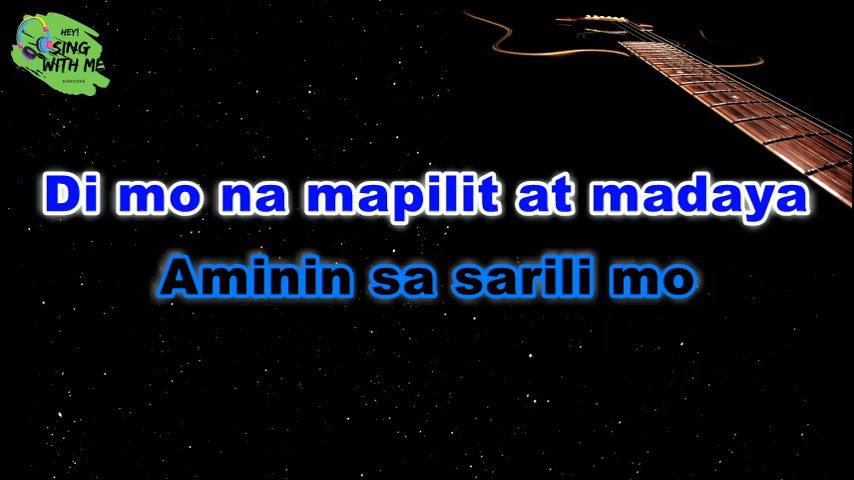 HEY!
SING
WITH ME
KARAOKE
Di mo na mapilit at madaya
Aminin sa sarili mo